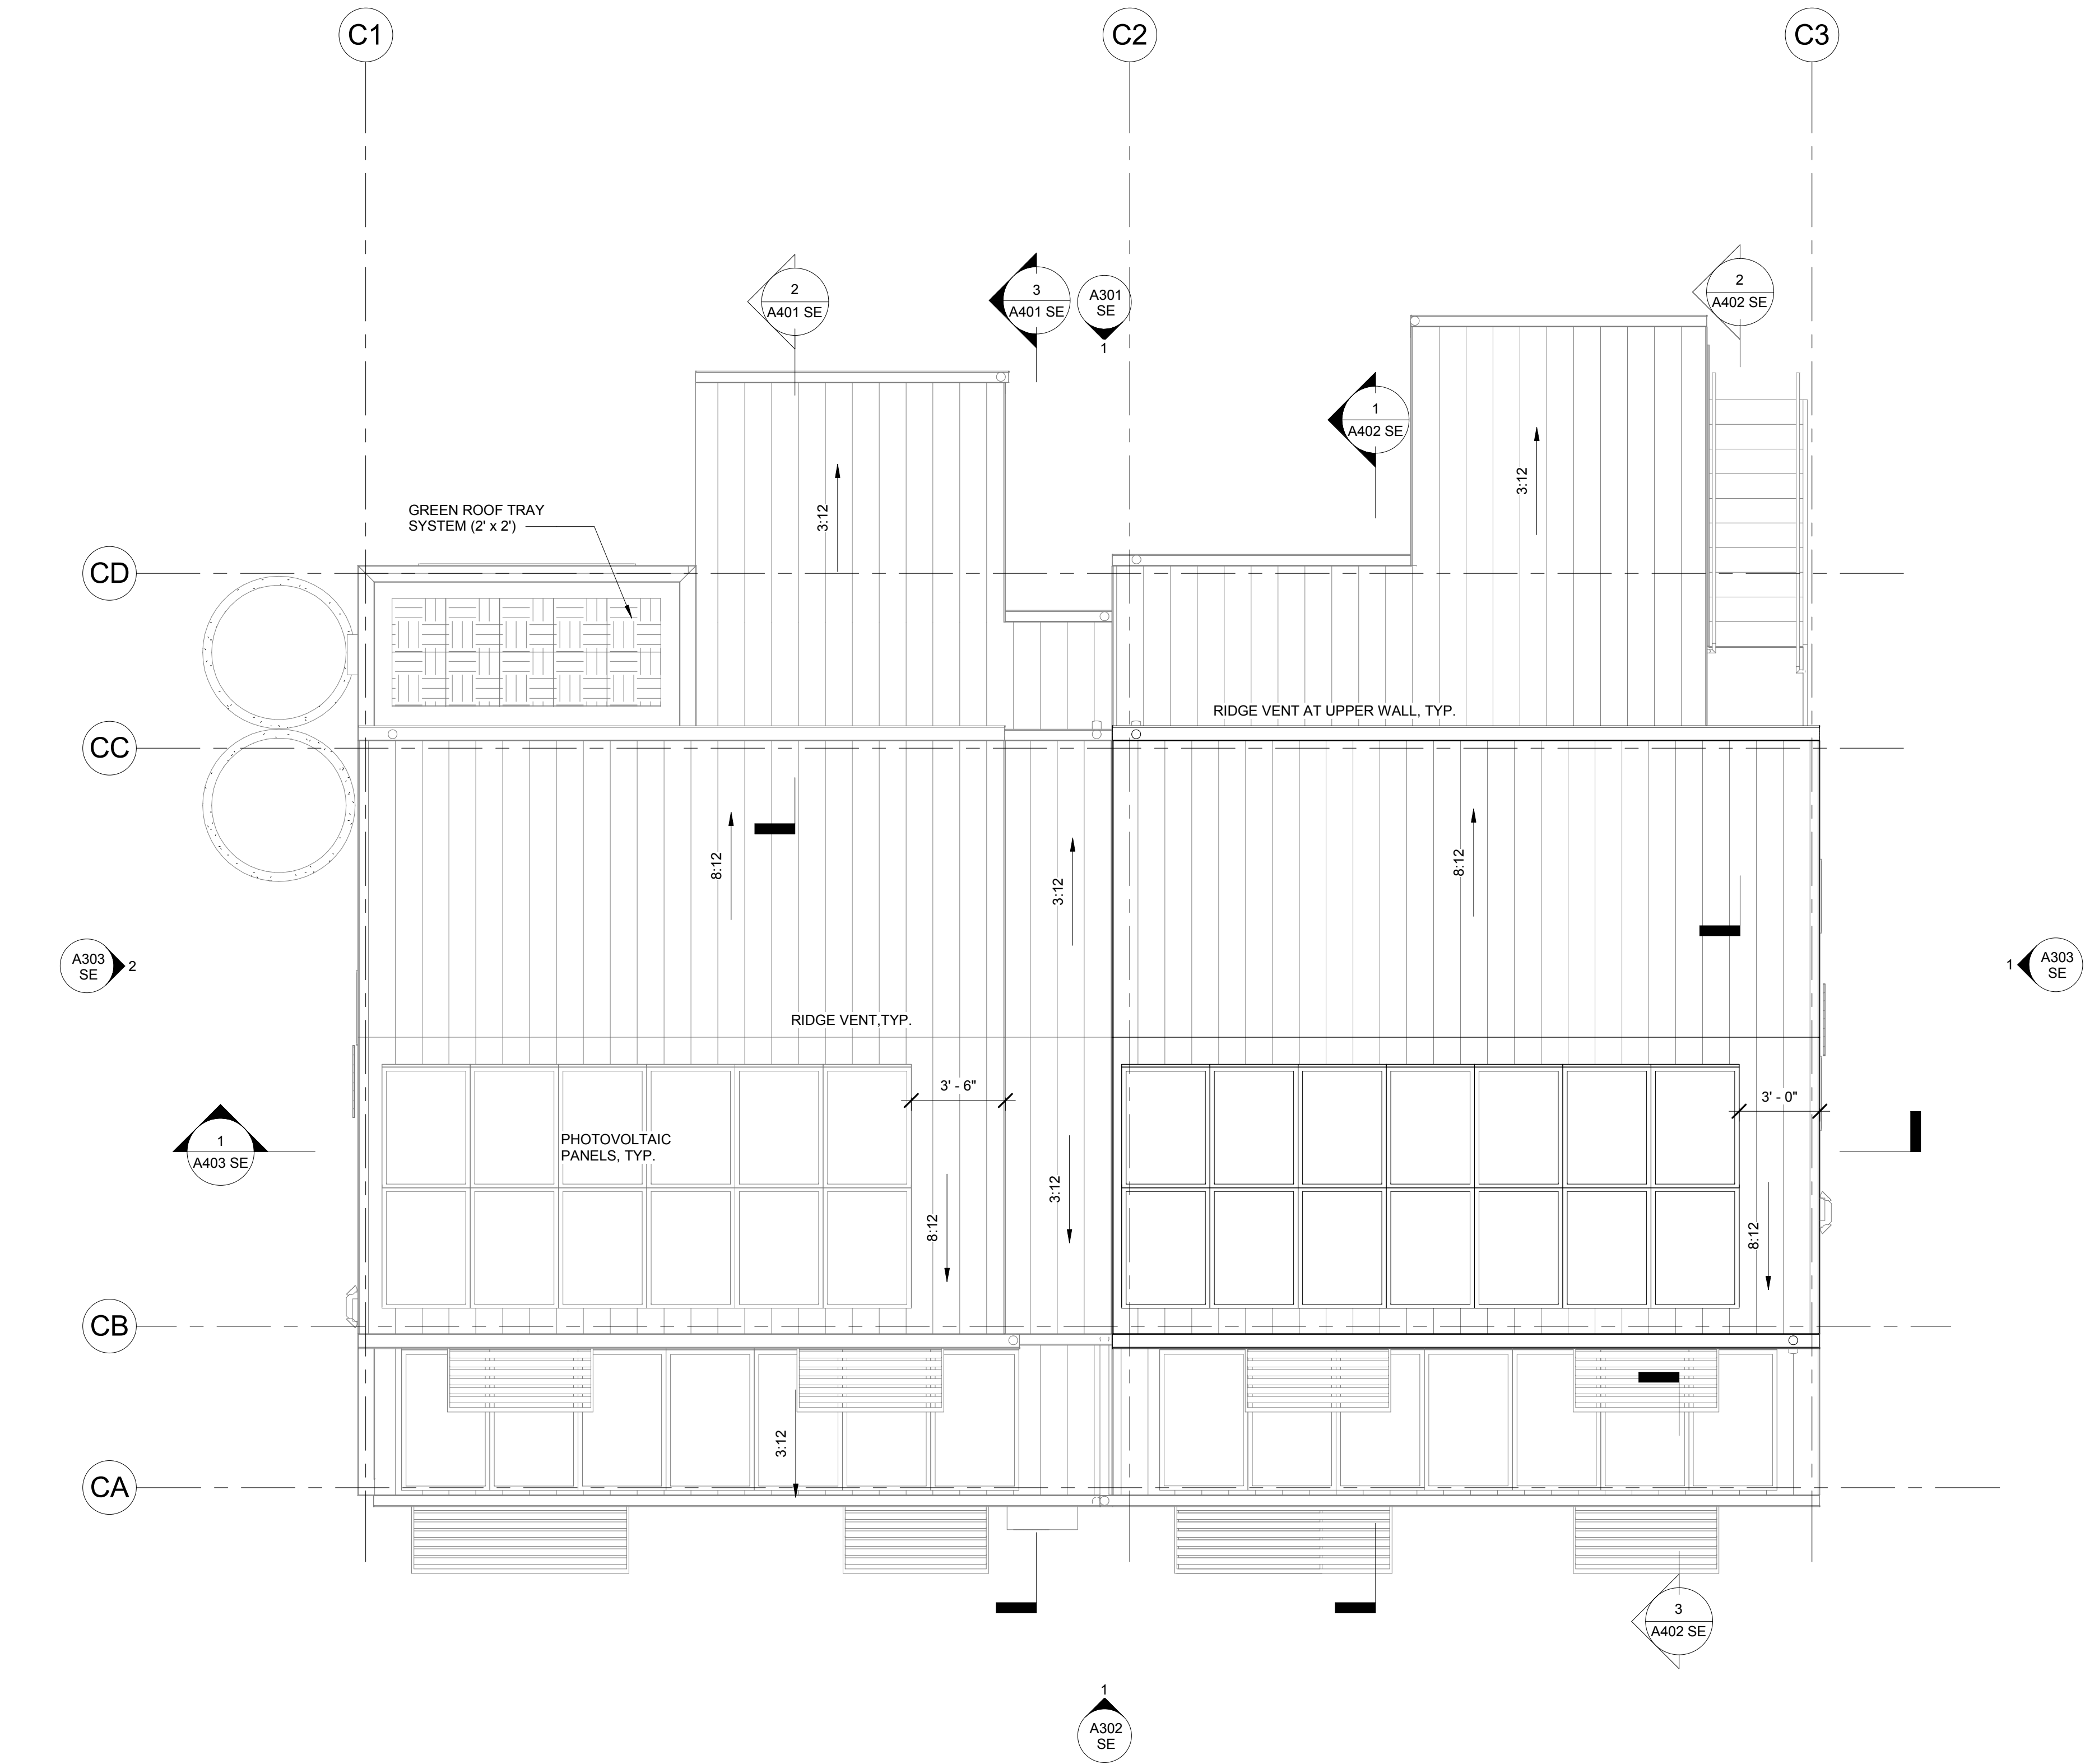 C1
C2
C3
2
A401 SE
3
A401 SE
A301
SE
1
2
A402 SE
1
A402 SE
3:12
3:12
GREEN ROOF TRAY
SYSTEM (2' x 2')
CD
RIDGE VENT AT UPPER WALL, TYP.
CC
8:12
3:12
8:12
A303
SE
2
1
A303
SE
RIDGE VENT,TYP.
3' - 6"
3' - 0"
1
A403 SE
PHOTOVOLTAIC
PANELS, TYP.
3:12
8:12
8:12
CB
3:12
CA
3
A402 SE
1
A302
SE